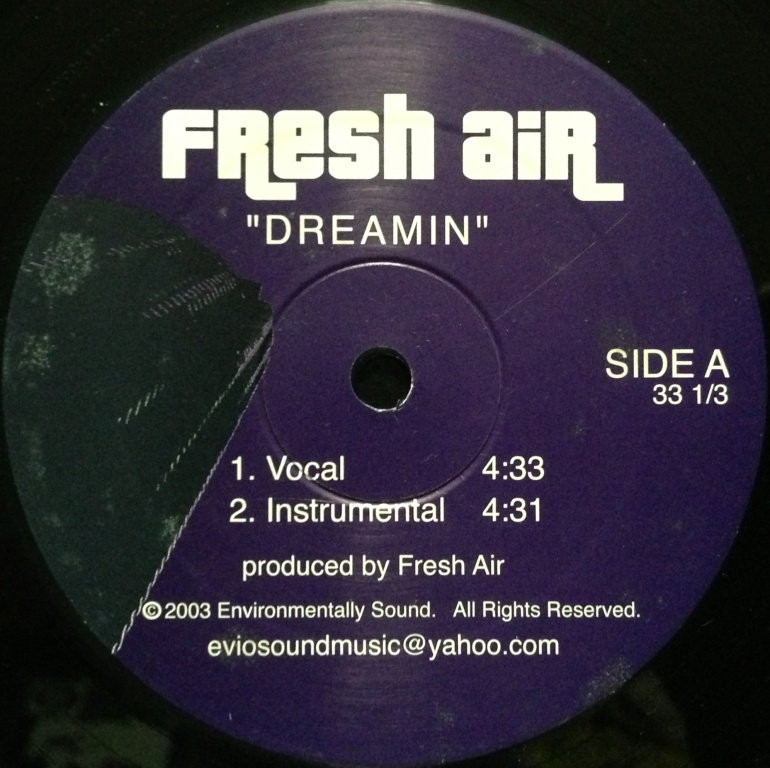 FResh aiR
"DREAMIN"
SIDE A
33 1/3
1. Vocal 4:33
2. Instrumental 4:31
produced by Fresh Air
©2003 Environmentally Sound. All Rights Reserved.
eviosoundmusic@yahoo.com